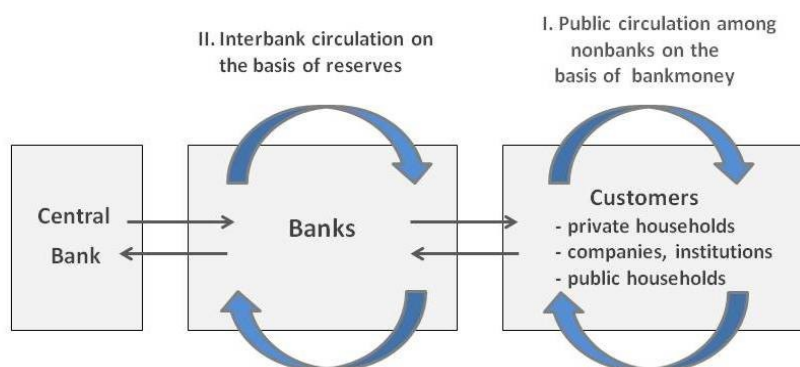 II. Interbank circulation on
the basis of reserves
I. Public circulation among
nonbanks on the
basis of bankmoney
Central
Bank
Banks
Customers
- private households
- companies, institutions
- public households